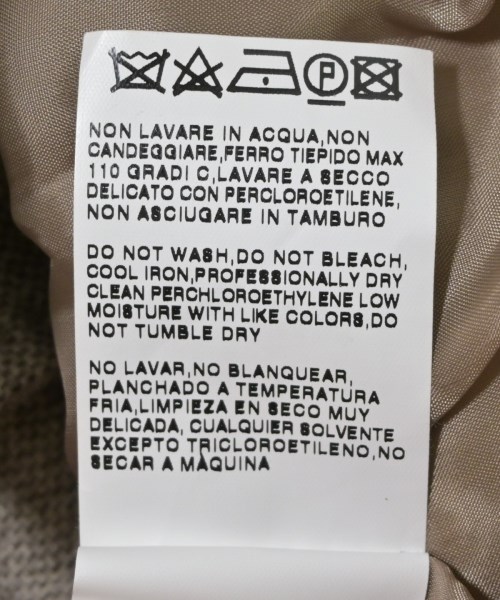 P
NON LAVARE IN ACQUA,NON
CANDEGGIARE,FERRO TIEPIDO MAX
110 GRADI C,LAVARE A SECCO
DELICATO CON PERCLOROETILENE,
NON ASCIUGARE IN TAMBURO
DO NOT WASH,DO NOT BLEACH,
COOL IRON,PROFESSIONALLY DRY
CLEAN PERCHLOROETHYLENE LOW
MOISTURE WITH LIKE COLORS,DO
NOT TUMBLE DRY
NO LAVAR,NO BLANQUEAR,
PLANCHADO A TEMPERATURA
FRIA,LIMPIEZA EN SECO MUY
DELICADA, CUALQUIER SOLVENTE
EXCEPTO TRICLOROETILENO,NO
SECAR A MÀQUINA